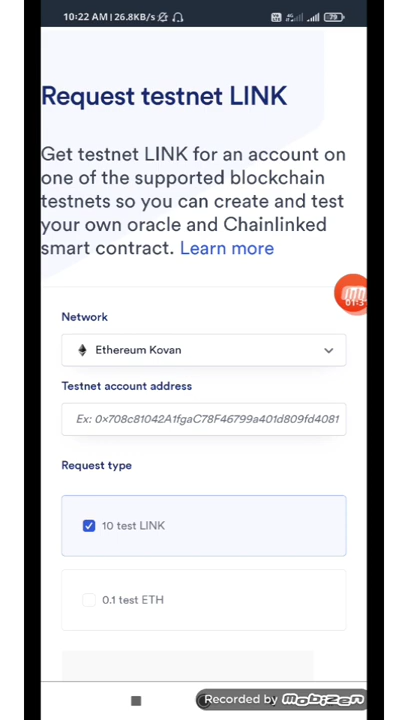 10:22 AM | 26.8KB/s
79
Request testnet LINK
Get testnet LINK for an account on
one of the supported blockchain
testnets so you can create and test
your own oracle and Chainlinked
smart contract. Learn more
Network
Ethereum Kovan
Testnet account address
Ex: 0x708c81042A1fgaC78F46799a401d809fd4081
Request type
10 test LINK
0.1 test ETH
Recorded by mobizen